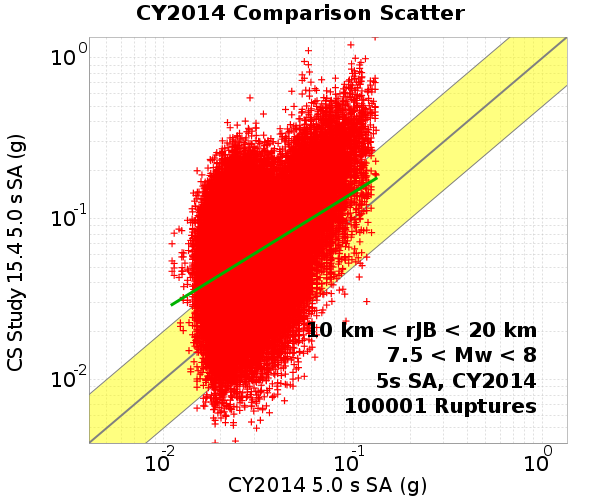 CY2014 Comparison Scatter
CS Study 15.4 5.0 s SA (g)
10⁰
10⁻¹
10⁻²
10 km < rJB < 20 km
7.5 < Mw < 8
5s SA, CY2014
100001 Ruptures
10⁻² 10⁻¹ 10⁰
CY2014 5.0 s SA (g)